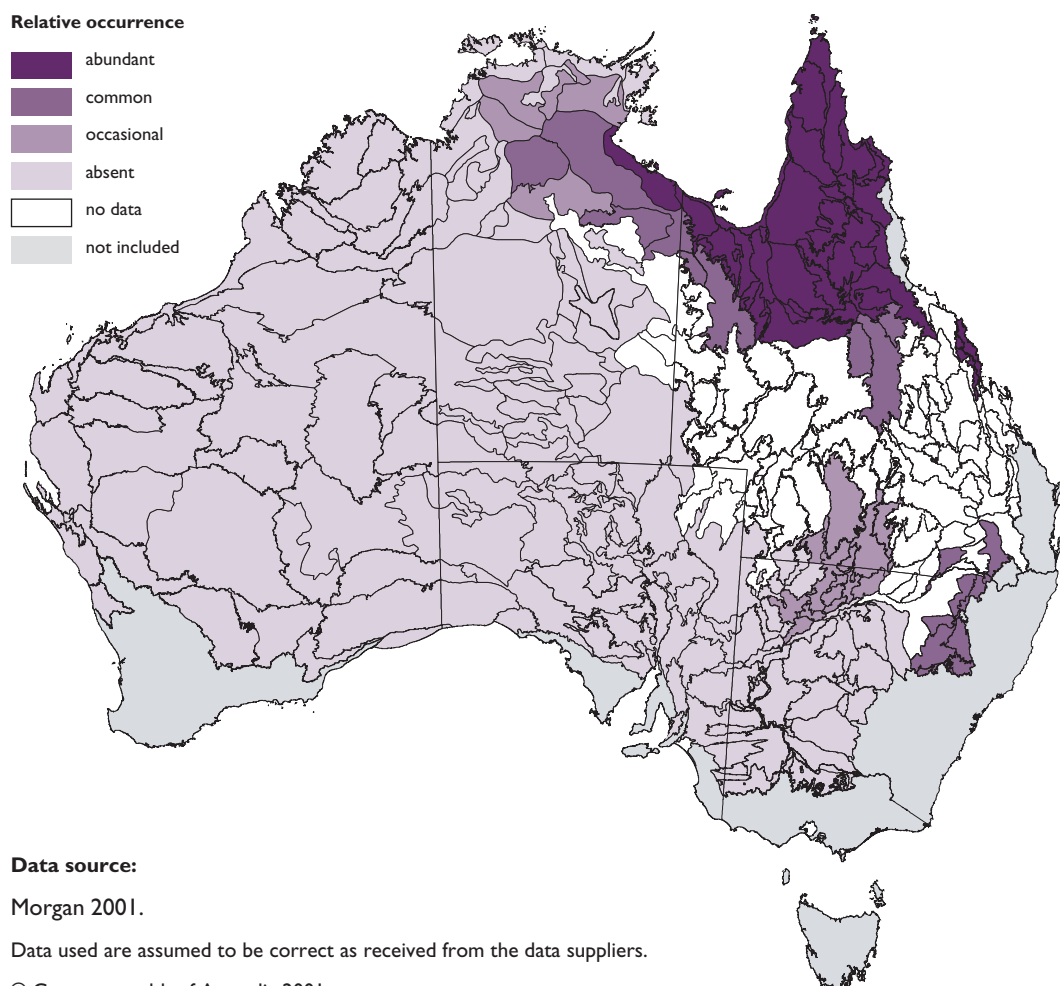 Relative occurrence
abundant
common
occasional
absent
no data
not included
Data source:
Morgan 2001.
Data used are assumed to be correct as received from the data suppliers.